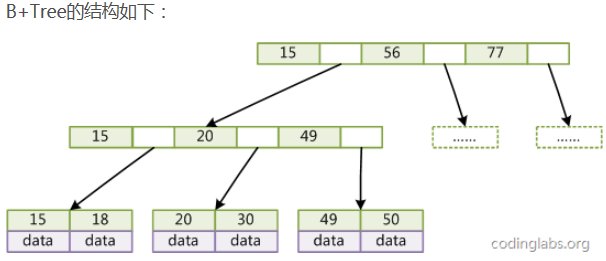 B+Tree的结构如下：
15 56 77
15 20 49 ...... ......
15 18 20 30 49 50
data data data data data data
codinglabs.org